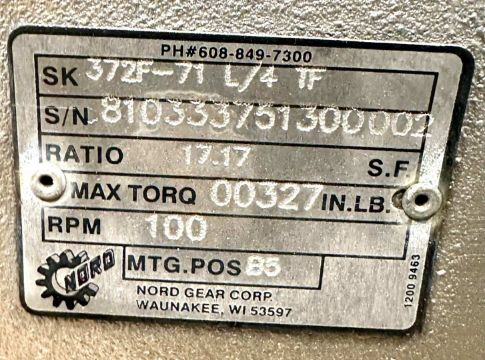 PH#608-849-7300
SK 372F-71 L/4 TF
S/N 810333751300002
RATIO 17.17 S.F.
MAX TORQ 00327 IN.LB.
RPM 100
NORD MTG.POS B5
NORD GEAR CORP.
WAUNAKEE, WI 53597
1200 9463